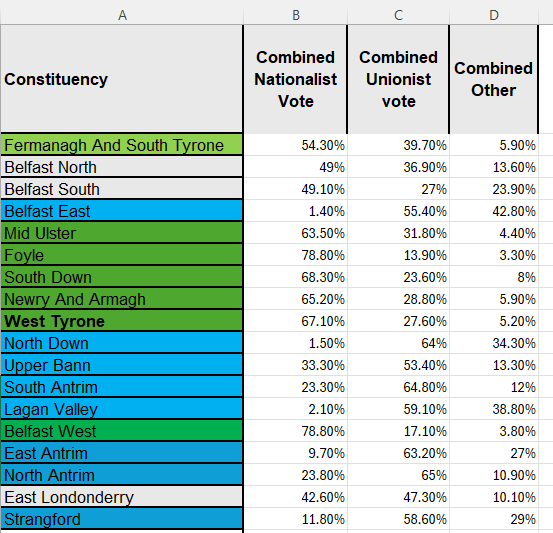 A B C D
Constituency Combined Nationalist Vote Combined Unionist vote Combined Other
Fermanagh And South Tyrone 54.30% 39.70% 5.90%
Belfast North 49% 36.90% 13.60%
Belfast South 49.10% 27% 23.90%
Belfast East 1.40% 55.40% 42.80%
Mid Ulster 63.50% 31.80% 4.40%
Foyle 78.80% 13.90% 3.30%
South Down 68.30% 23.60% 8%
Newry And Armagh 65.20% 28.80% 5.90%
West Tyrone 67.10% 27.60% 5.20%
North Down 1.50% 64% 34.30%
Upper Bann 33.30% 53.40% 13.30%
South Antrim 23.30% 64.80% 12%
Lagan Valley 2.10% 59.10% 38.80%
Belfast West 78.80% 17.10% 3.80%
East Antrim 9.70% 63.20% 27%
North Antrim 23.80% 65% 10.90%
East Londonderry 42.60% 47.30% 10.10%
Strangford 11.80% 58.60% 29%